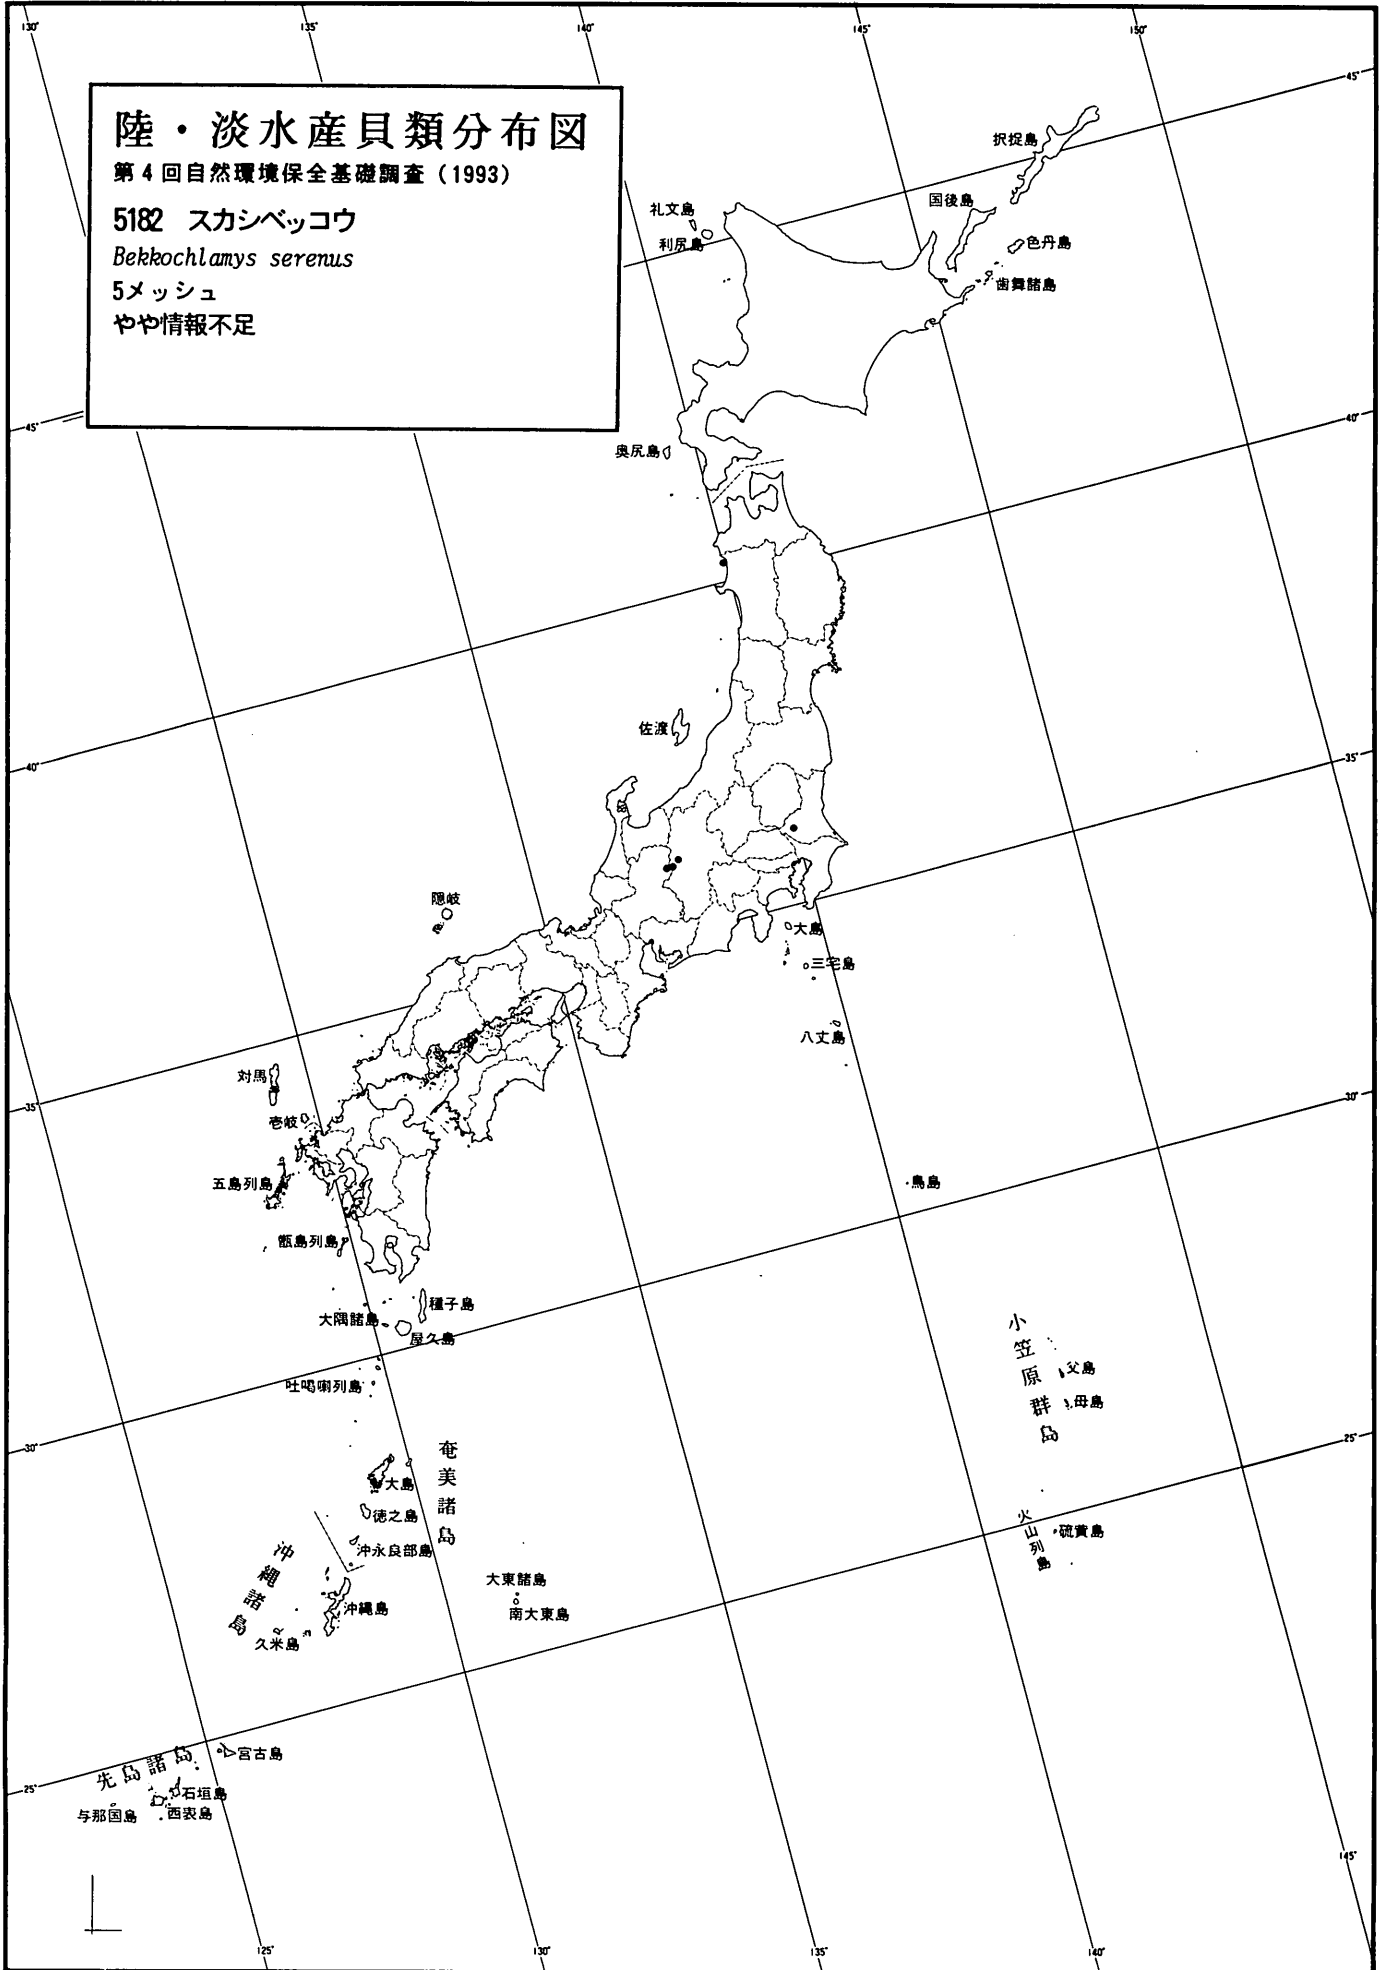 130°
135°
140°
145°
150°
陸・淡水産貝類分布図
第4回自然環境保全基礎調査(1993)
5182 スカシベッコウ
Bekkochlamys serenus
5メッシュ
やや情報不足
45°
択捉島
国後島
礼文島
利尻島
色丹島
歯舞諸島
45°
40°
奥尻島
佐渡
40°
35°
隠岐
大島
三宅島
八丈島
対馬
35°
壱岐
30°
五島列島
鳥島
甑島列島
種子島
大隅諸島
屋久島
吐噶喇列島
小笠原群島
父島
母島
30°
25°
奄美諸島
大島
徳之島
沖永良部島
火山列島
硫黄島
沖縄諸島
沖縄島
久米島
大東諸島
南大東島
先島諸島
宮古島
25°
石垣島
与那国島
西表島
145°
125°
130°
135°
140°